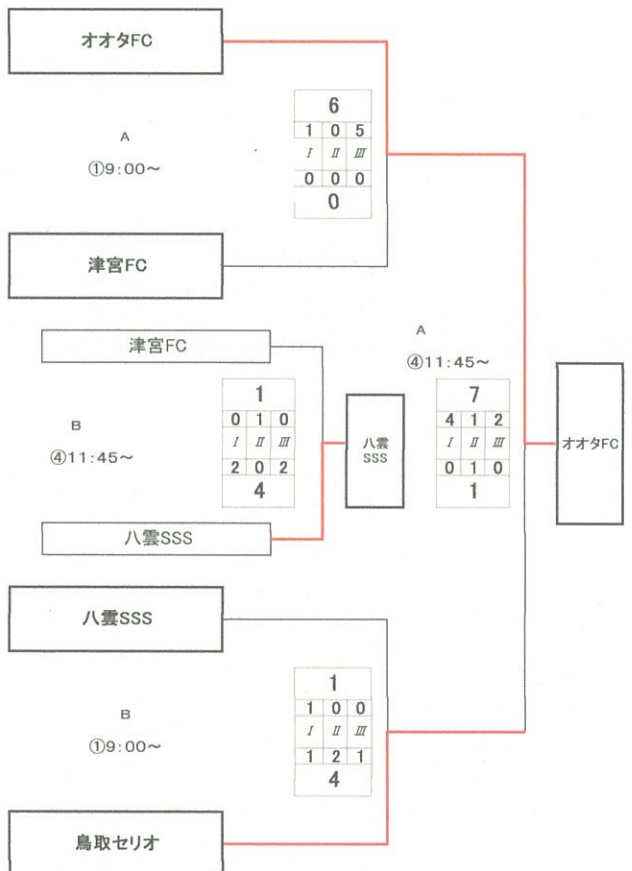 オオタFC
6
1 0 5
A
I II III
①9:00～
0 0 0
0
津宮FC
津宮FC
A
④11:45～
1
7
0 1 0
4 1 2
B
I II III
八雲
SSS
I II III
オオタFC
④11:45～
2 0 2
0 1 0
4
1
八雲SSS
八雲SSS
1
1 0 0
B
I II III
①9:00～
1 2 1
4
鳥取セリオ